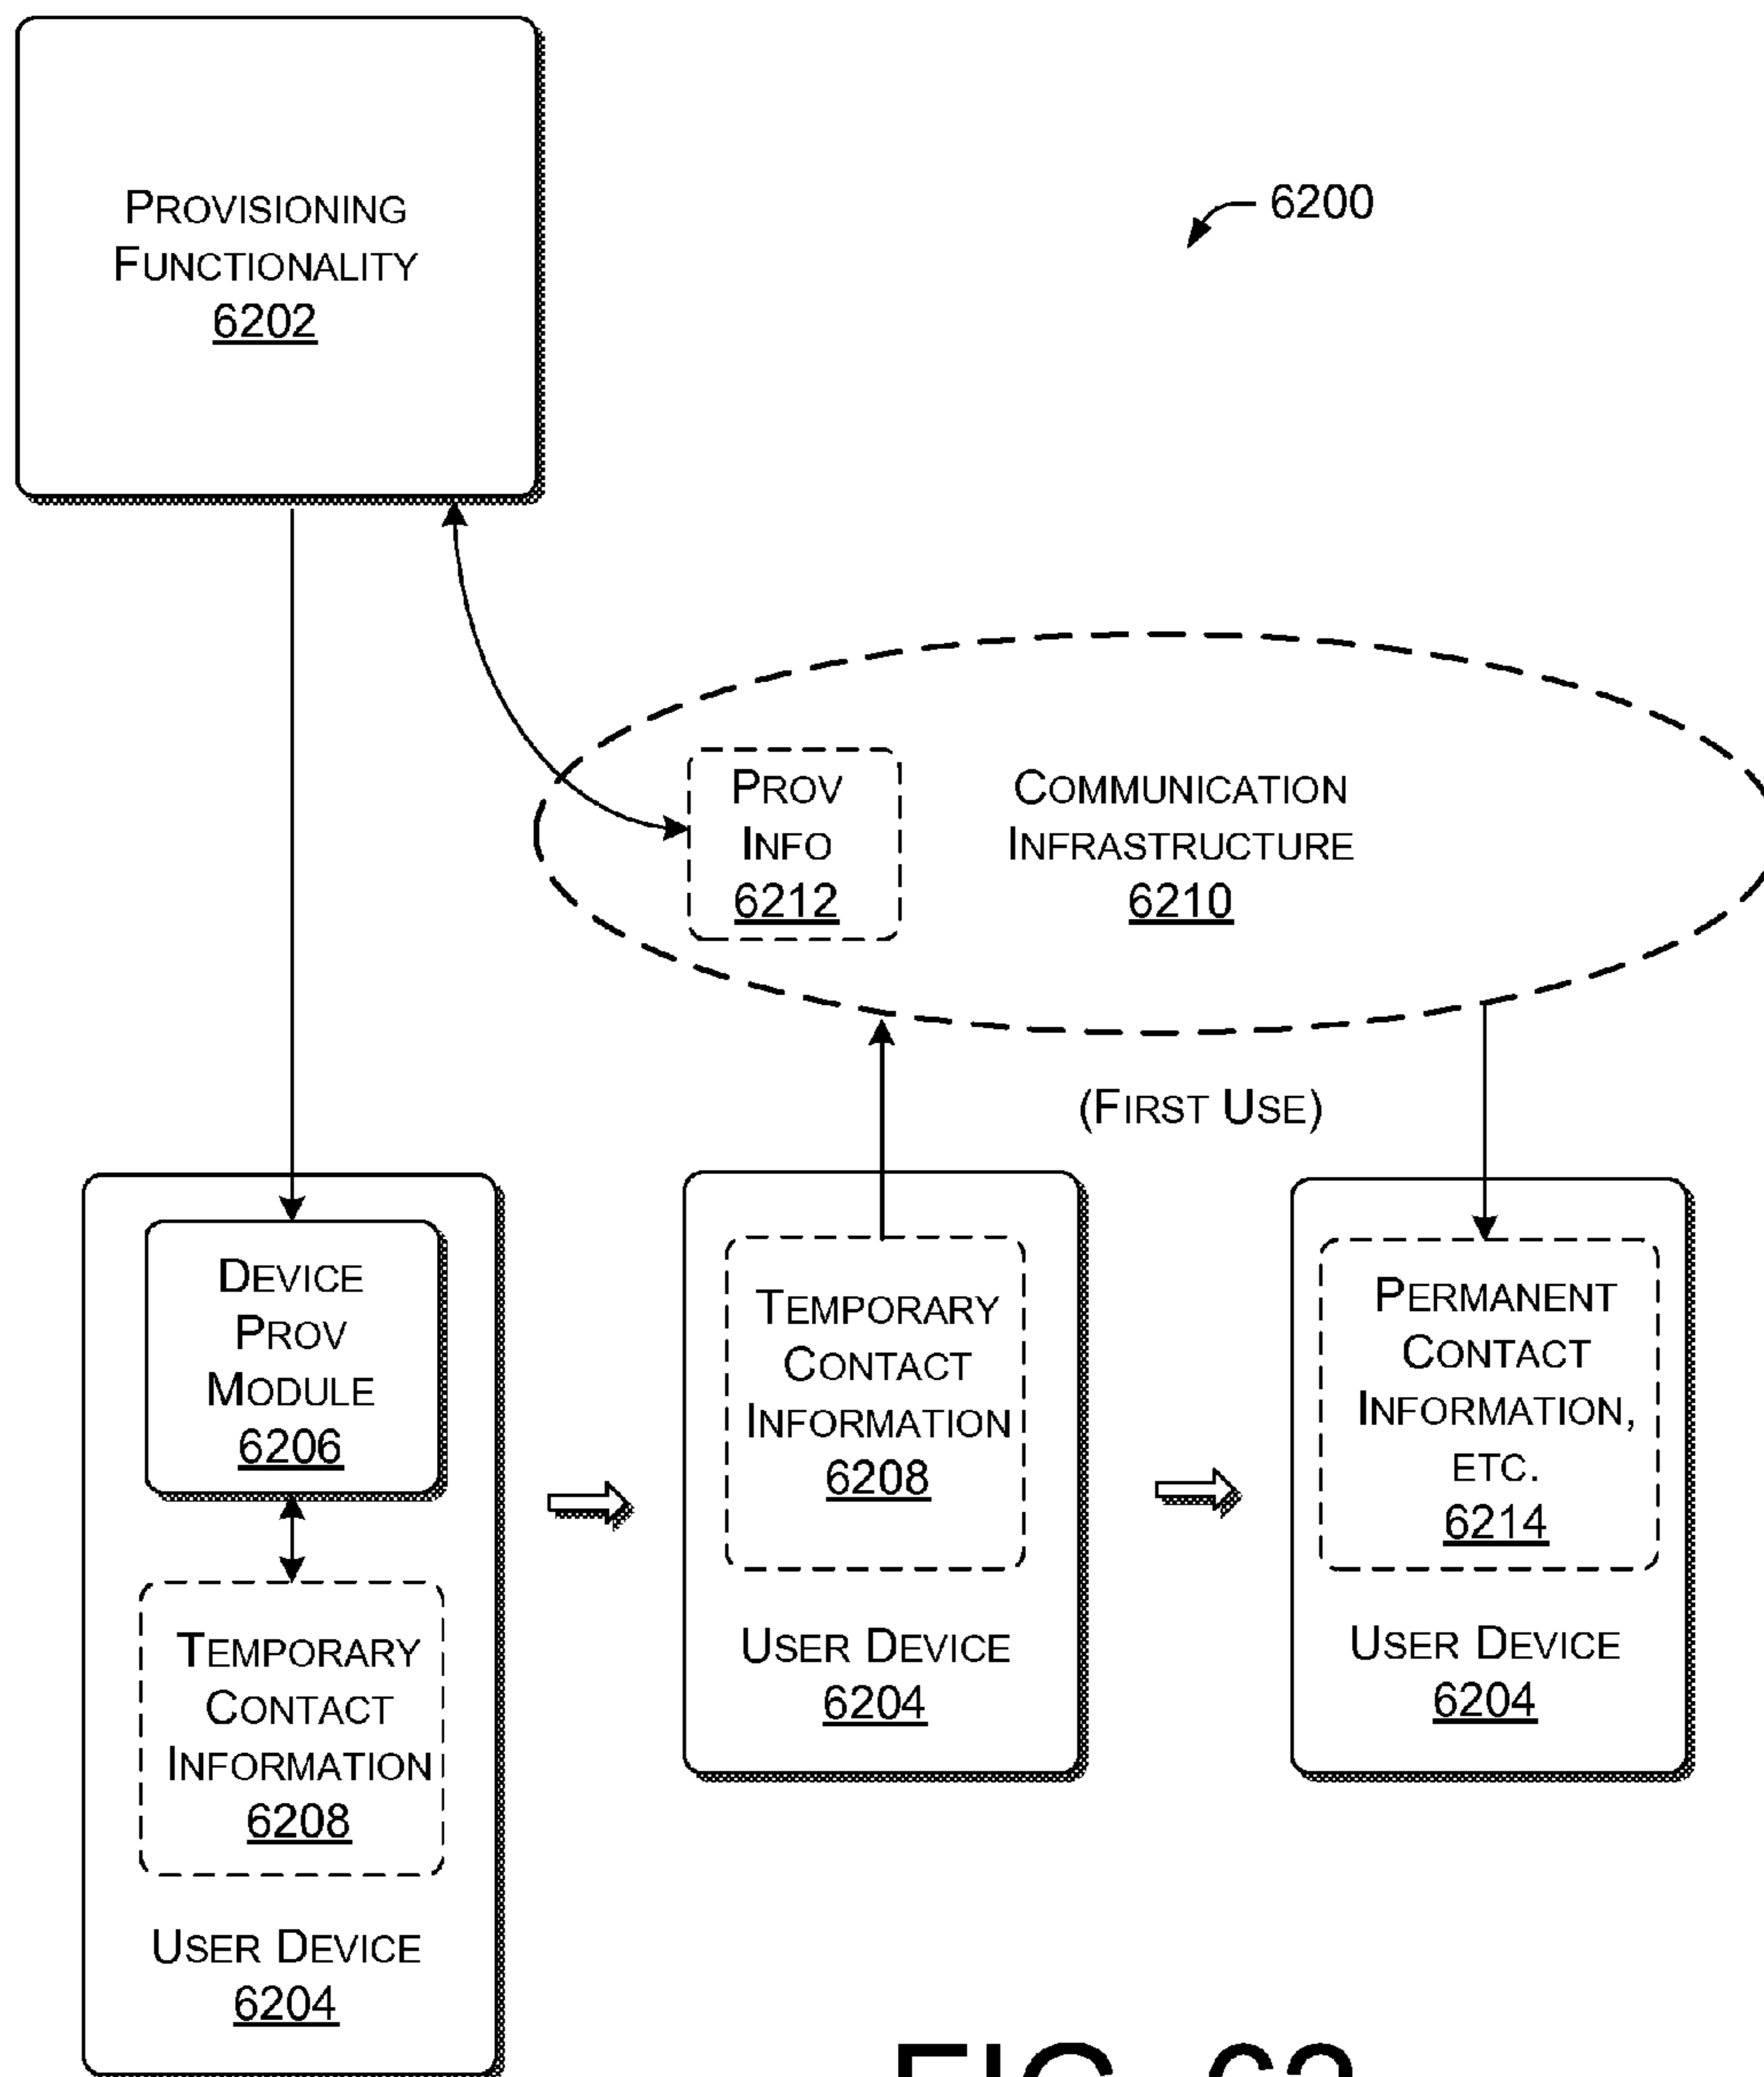 PROVISIONING
FUNCTIONALITY
6202
6200
PROV
INFO
6212
COMMUNICATION
INFRASTRUCTURE
6210
(FIRST USE)
DEVICE
PROV
MODULE
6206
TEMPORARY
CONTACT
INFORMATION
6208
USER DEVICE
6204
TEMPORARY
CONTACT
INFORMATION
6208
USER DEVICE
6204
PERMANENT
CONTACT
INFORMATION,
ETC.
6214
USER DEVICE
6204
FIG. 62